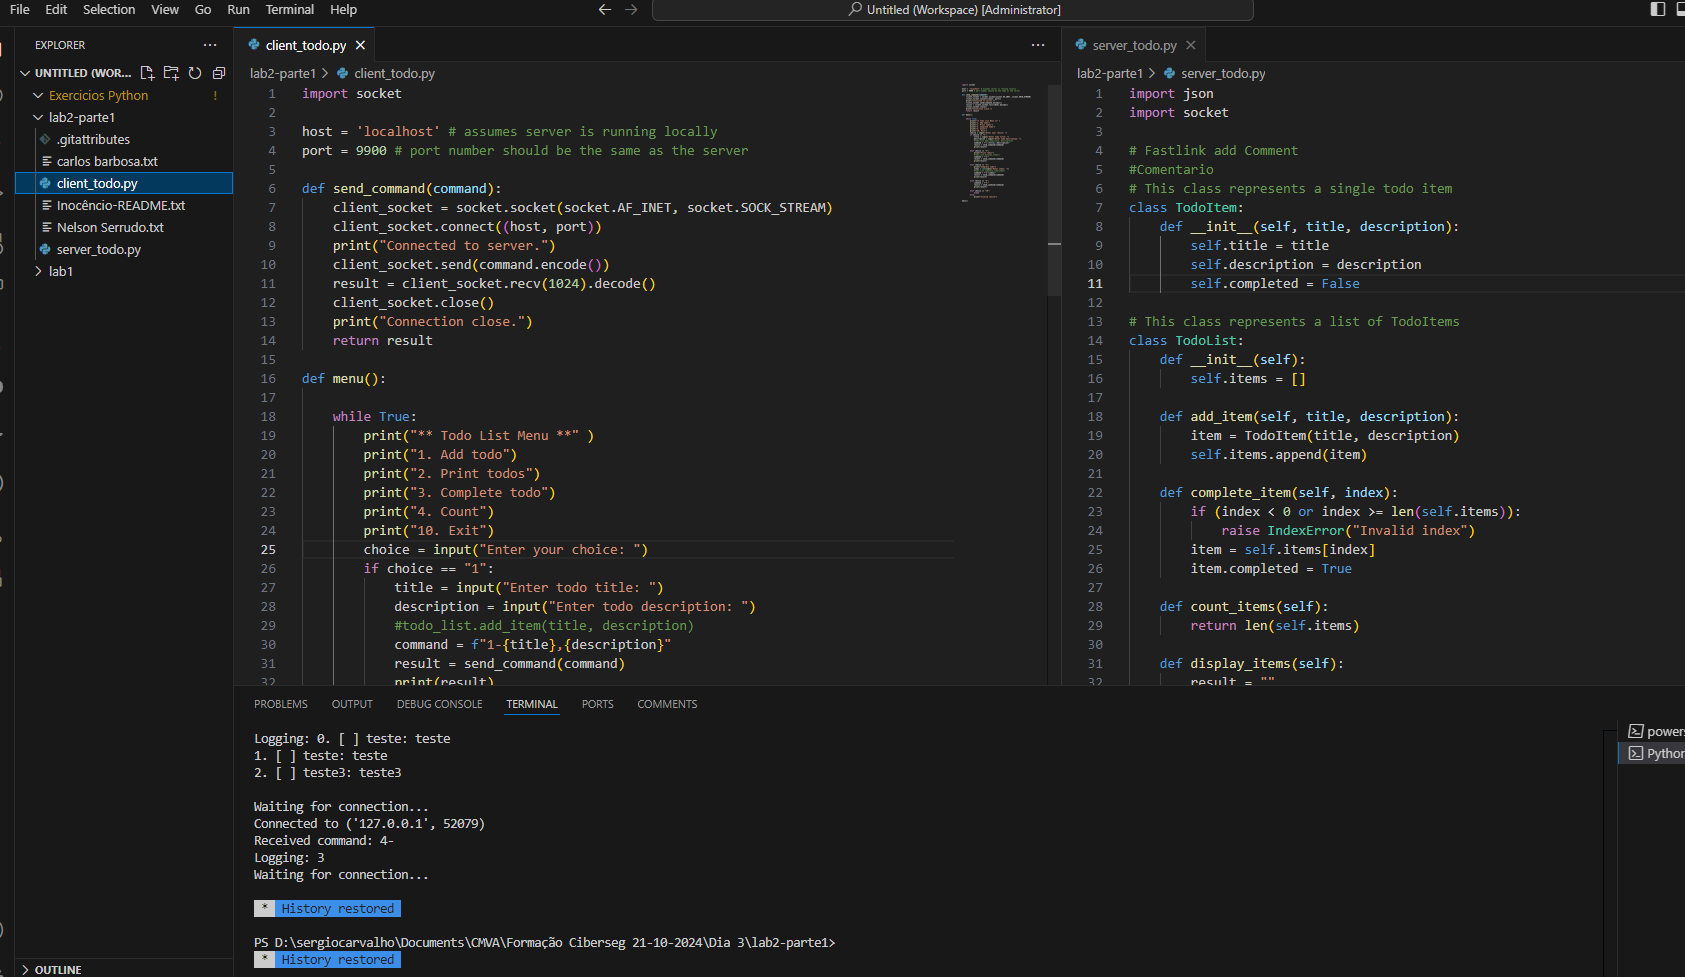 File Edit Selection View Go Run Terminal Help
Untitled (Workspace) [Administrator]
EXPLORER
UNTITLED (WOR...
Exercicios Python !
lab2-parte1
.gitattributes
carlos barbosa.txt
client_todo.py
Inocêncio-README.txt
Nelson Serrudo.txt
server_todo.py
lab1
OUTLINE
client_todo.py
lab2-parte1 > client_todo.py
1 import socket
2
3 host = 'localhost' # assumes server is running locally
4 port = 9900 # port number should be the same as the server
5
6 def send_command(command):
7 client_socket = socket.socket(socket.AF_INET, socket.SOCK_STREAM)
8 client_socket.connect((host, port))
9 print("Connected to server.")
10 client_socket.send(command.encode())
11 result = client_socket.recv(1024).decode()
12 client_socket.close()
13 print("Connection close.")
14 return result
15
16 def menu():
17
18 while True:
19 print("** Todo List Menu **" )
20 print("1. Add todo")
21 print("2. Print todos")
22 print("3. Complete todo")
23 print("4. Count")
24 print("10. Exit")
25 choice = input("Enter your choice: ")
26 if choice == "1":
27 title = input("Enter todo title: ")
28 description = input("Enter todo description: ")
29 #todo_list.add_item(title, description)
30 command = f"1-{title},{description}"
31 result = send_command(command)
32 print(result)
server_todo.py
lab2-parte1 > server_todo.py
1 import json
2 import socket
3
4 # Fastlink add Comment
5 #Comentario
6 # This class represents a single todo item
7 class TodoItem:
8 def __init__(self, title, description):
9 self.title = title
10 self.description = description
11 self.completed = False
12
13 # This class represents a list of TodoItems
14 class TodoList:
15 def __init__(self):
16 self.items = []
17
18 def add_item(self, title, description):
19 item = TodoItem(title, description)
20 self.items.append(item)
21
22 def complete_item(self, index):
23 if (index < 0 or index >= len(self.items)):
24 raise IndexError("Invalid index")
25 item = self.items[index]
26 item.completed = True
27
28 def count_items(self):
29 return len(self.items)
30
31 def display_items(self):
32 result = ""
PROBLEMS OUTPUT DEBUG CONSOLE TERMINAL PORTS COMMENTS
Logging: 0. [ ] teste: teste
1. [ ] teste: teste
2. [ ] teste3: teste3
Waiting for connection...
Connected to ('127.0.0.1', 52079)
Received command: 4-
Logging: 3
Waiting for connection...
* History restored
PS D:\sergiocarvalho\Documents\CMVA\Formação Ciberseg 21-10-2024\Dia 3\lab2-parte1>
* History restored
powers
Python